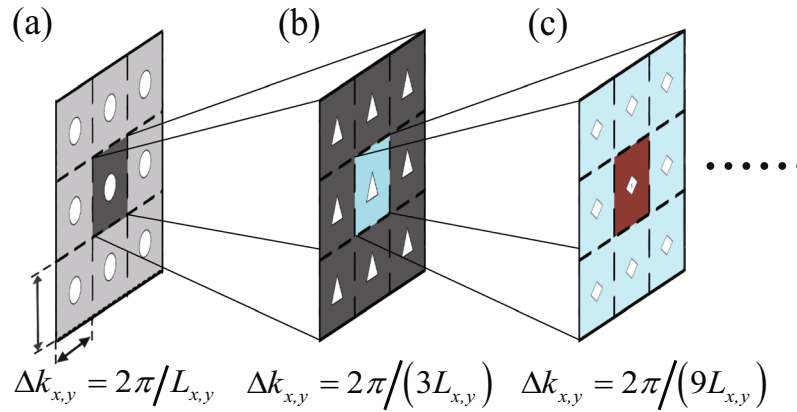 (a) (b) (c)
Δk_{x,y} = 2π/L_{x,y} Δk_{x,y} = 2π/(3L_{x,y}) Δk_{x,y} = 2π/(9L_{x,y})